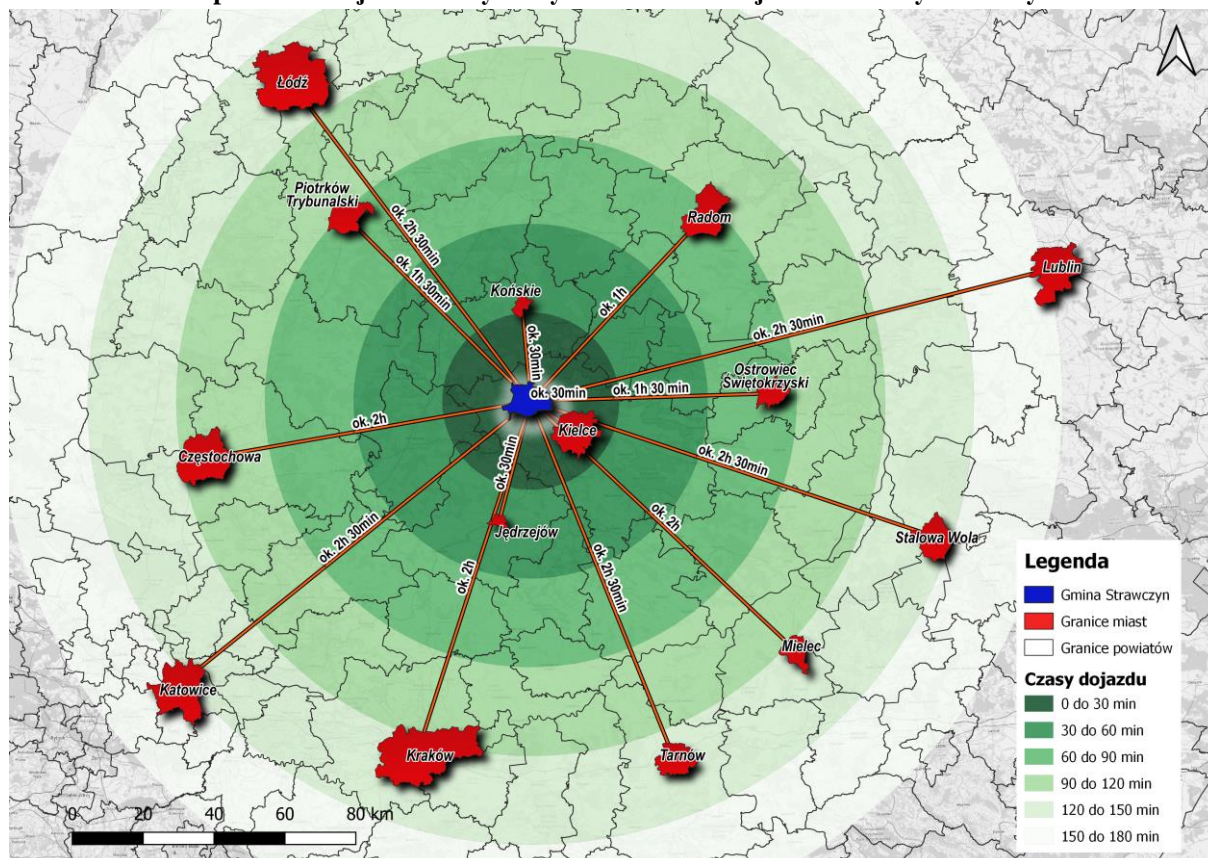 Łódź
Piotrków
Trybunalski
ok. 2h 30min
ok. 1h 30min
Radom
ok. 1h
Lublin
ok. 2h 30min
Końskie
ok. 30min
ok. 30min
ok. 1h 30 min
Ostrowiec
Świętokrzyski
Kielce
Częstochowa
ok. 2h
ok. 2h 30min
Stalowa Wola
ok. 30min
Jędrzejów
ok. 2h 30min
ok. 2h
ok. 2h 30min
ok. 2h
Mielec
Katowice
Kraków
Tarnów
0 20 40 60 80 km
Legenda
Gmina Strawczyn
Granice miast
Granice powiatów
Czasy dojazdu
0 do 30 min
30 do 60 min
60 do 90 min
90 do 120 min
120 do 150 min
150 do 180 min